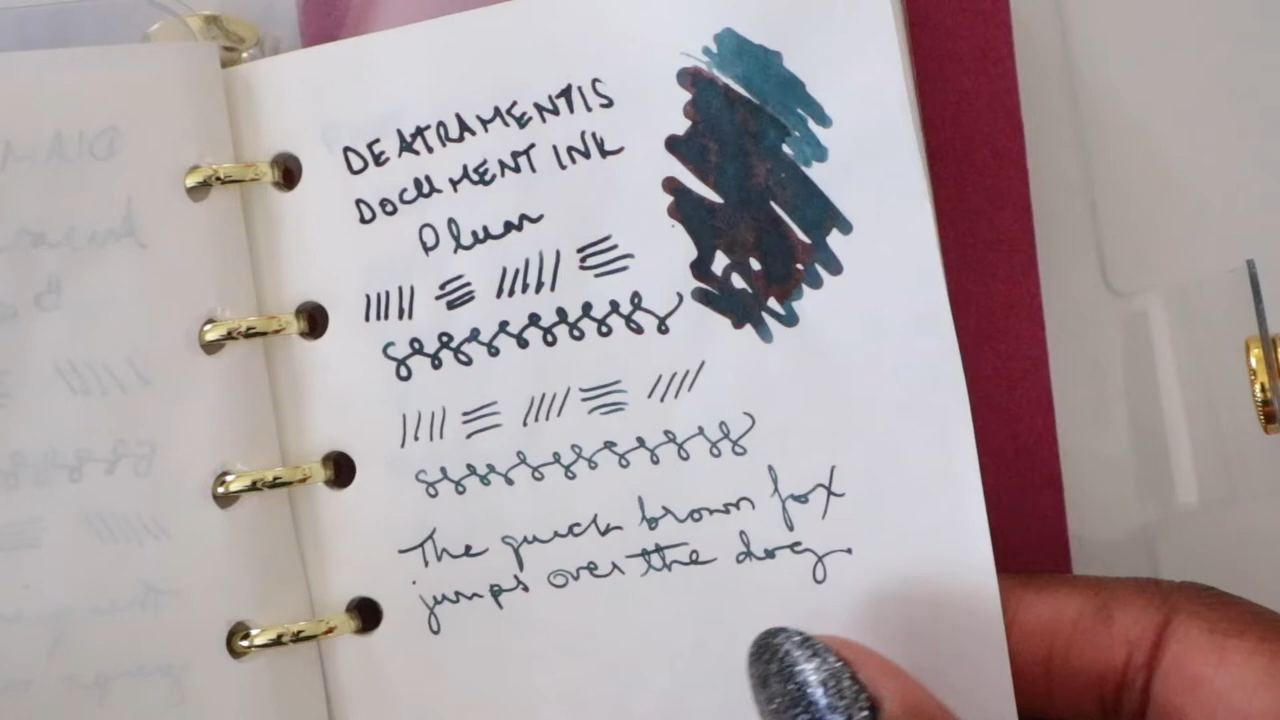 DEATRAMENTIS
DOCUMENT INK
Plum
The quick brown fox
jumps over the dog.